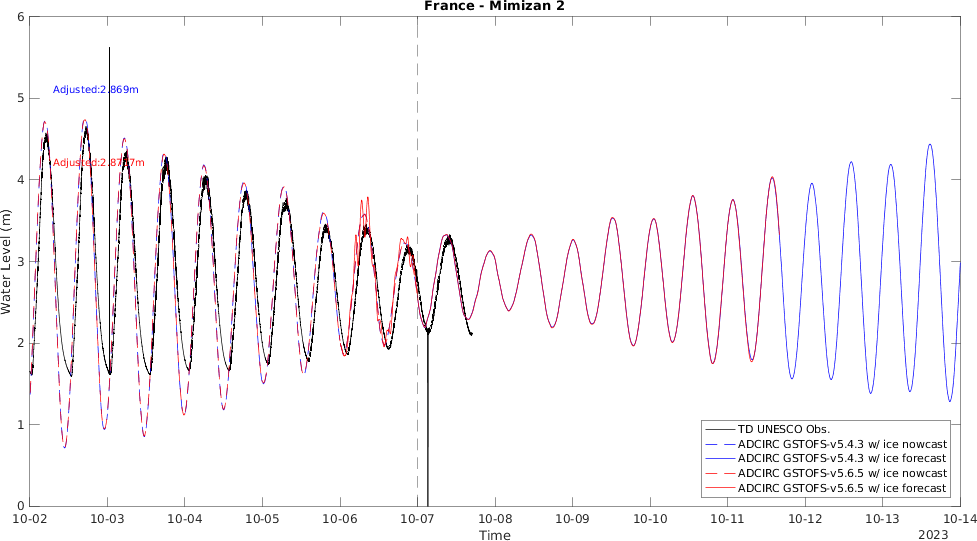 France - Mimizan 2
6
5
4
3
2
1
0
Water Level (m)
Adjusted:2.869m
10-02
10-03
10-04
10-05
10-06
10-07
10-08
10-09
10-10
10-11
10-12
10-13
10-14
Time
2023
TD UNESCO Obs.
ADCIRC GSTOFS-v5.4.3 w/ ice nowcast
ADCIRC GSTOFS-v5.4.3 w/ ice forecast
ADCIRC GSTOFS-v5.6.5 w/ ice nowcast
ADCIRC GSTOFS-v5.6.5 w/ ice forecast